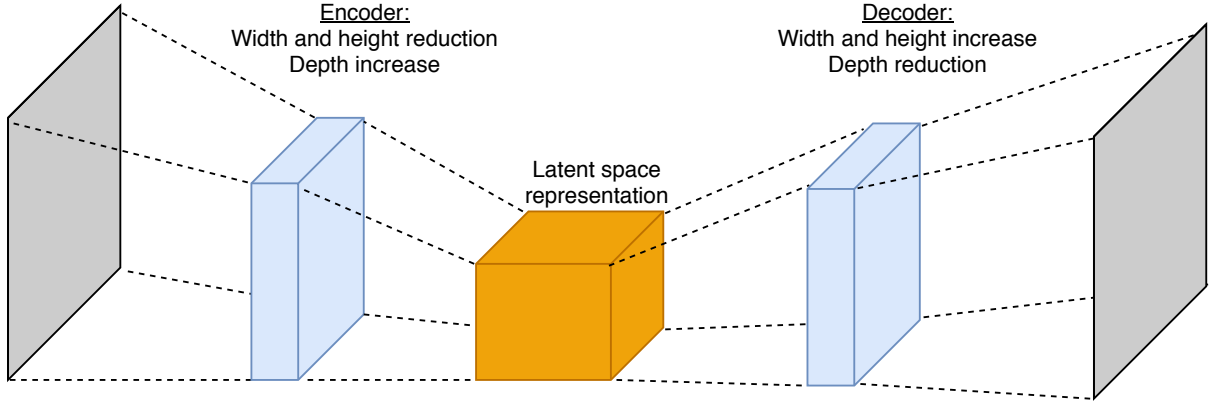 Encoder:
Width and height reduction
Depth increase
Decoder:
Width and height increase
Depth reduction
Latent space
representation